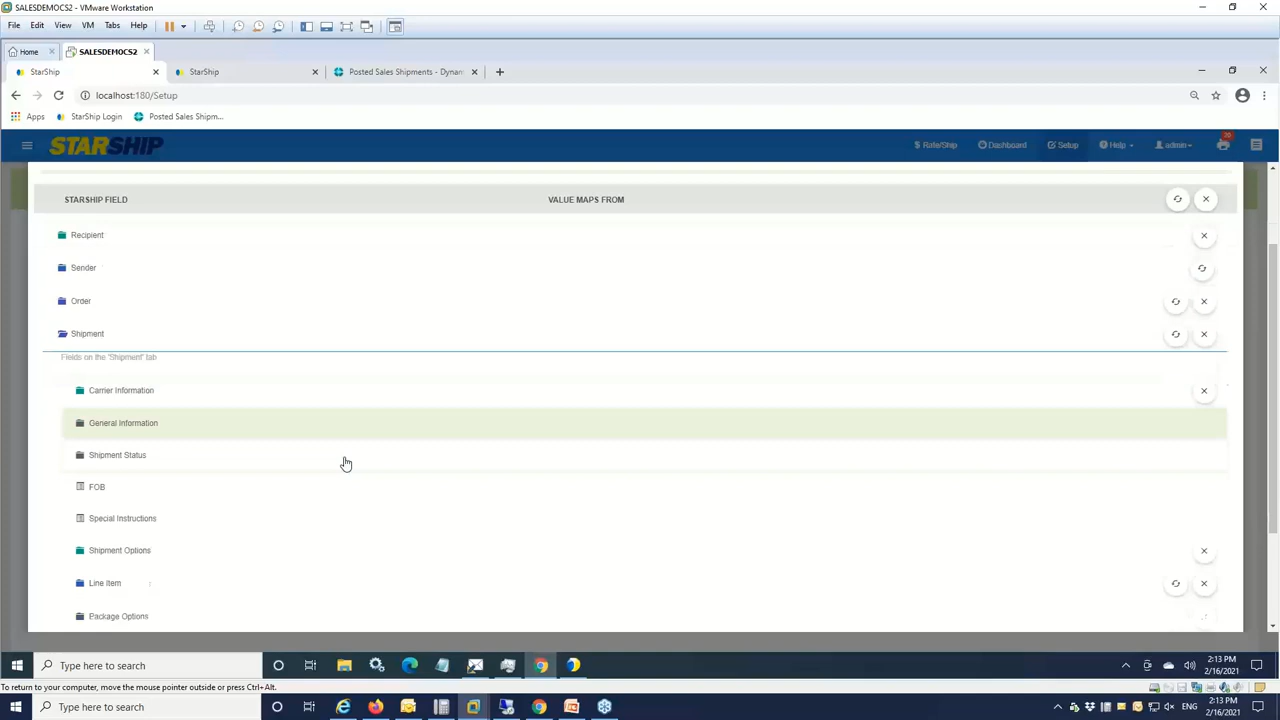 SALESDEMOCS2 - VMware Workstation
File Edit View VM Tabs Help
Home SALESDEMOCS2
StarShip StarShip Posted Sales Shipments - Dynam
localhost:180/Setup
Apps StarShip Login Posted Sales Shipm...
STARSHIP $ Rate/Ship Dashboard Setup Help admin 20
STARSHIP FIELD VALUE MAPS FROM
Recipient
Sender
Order
Shipment
Fields on the "Shipment" tab
Carrier Information
General Information
Shipment Status
FOB
Special Instructions
Shipment Options
Line Item
Package Options
Type here to search 2:13 PM
2/16/2021
To return to your computer, move the mouse pointer outside or press Ctrl+Alt.
Type here to search ENG 2:13 PM
2/16/2021